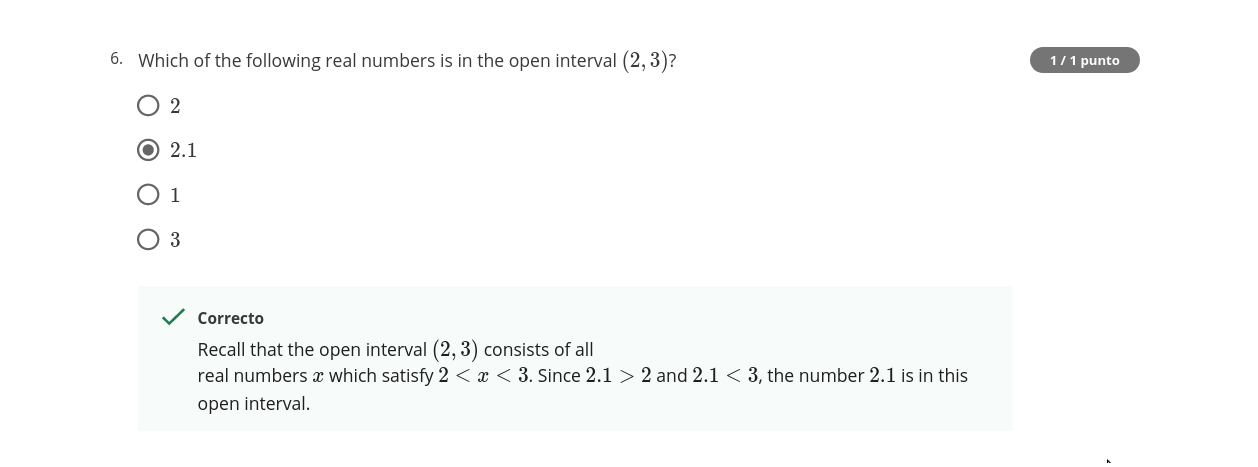 6. Which of the following real numbers is in the open interval (2, 3)?
1 / 1 punto
2
2.1
1
3
Correcto
Recall that the open interval (2, 3) consists of all
real numbers x which satisfy 2 < x < 3. Since 2.1 > 2 and 2.1 < 3, the number 2.1 is in this
open interval.